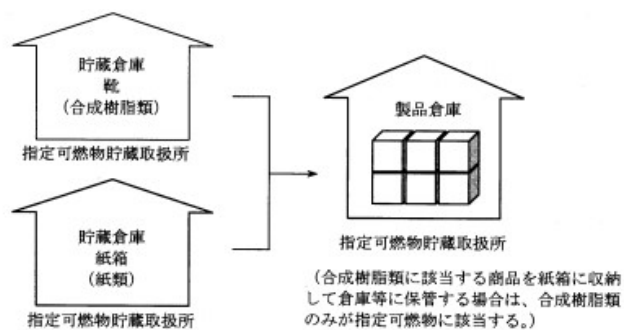 貯蔵倉庫
靴
(合成樹脂類)
指定可燃物貯蔵取扱所
貯蔵倉庫
紙箱
(紙類)
指定可燃物貯蔵取扱所
製品倉庫
指定可燃物貯蔵取扱所
(合成樹脂類に該当する商品を紙箱に収納
して倉庫等に保管する場合は、合成樹脂類
のみが指定可燃物に該当する。)